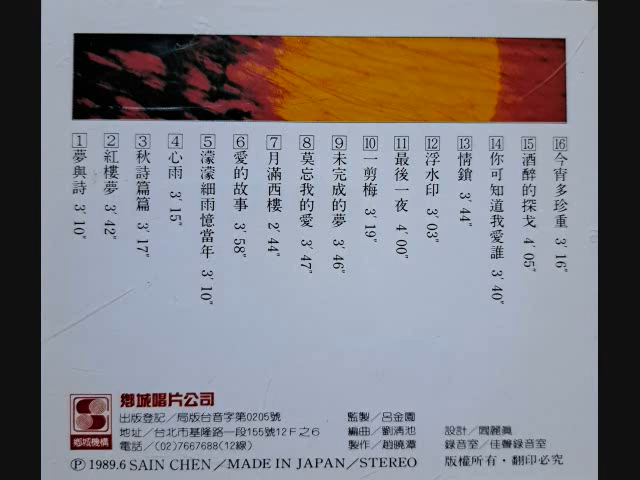 1 夢與詩 3′10″
2 紅樓夢 3′42″
3 秋詩篇篇 3′17″
4 心雨 3′15″
5 濛濛細雨憶當年 3′10″
6 愛的故事 3′58″
7 月滿西樓 2′44″
8 莫忘我的愛 3′47″
9 未完成的夢 3′46″
10 一剪梅 3′19″
11 最後一夜 4′00″
12 浮水印 3′03″
13 情鎖 3′44″
14 你可知道我愛誰 3′40″
15 酒醉的探戈 4′05″
16 今宵多珍重 3′16″
鄉城機構
鄉城唱片公司
出版登記／局版台音字第0205號
地址／台北市基隆路一段155號12F之6
電話／(02)7667688(12線)
監製／呂金園
編曲／劉清池
製作／趙曉潭
設計／閻麗真
錄音室／佳聲錄音室
Ⓟ 1989.6 SAIN CHEN／MADE IN JAPAN／STEREO
版權所有・翻印必究